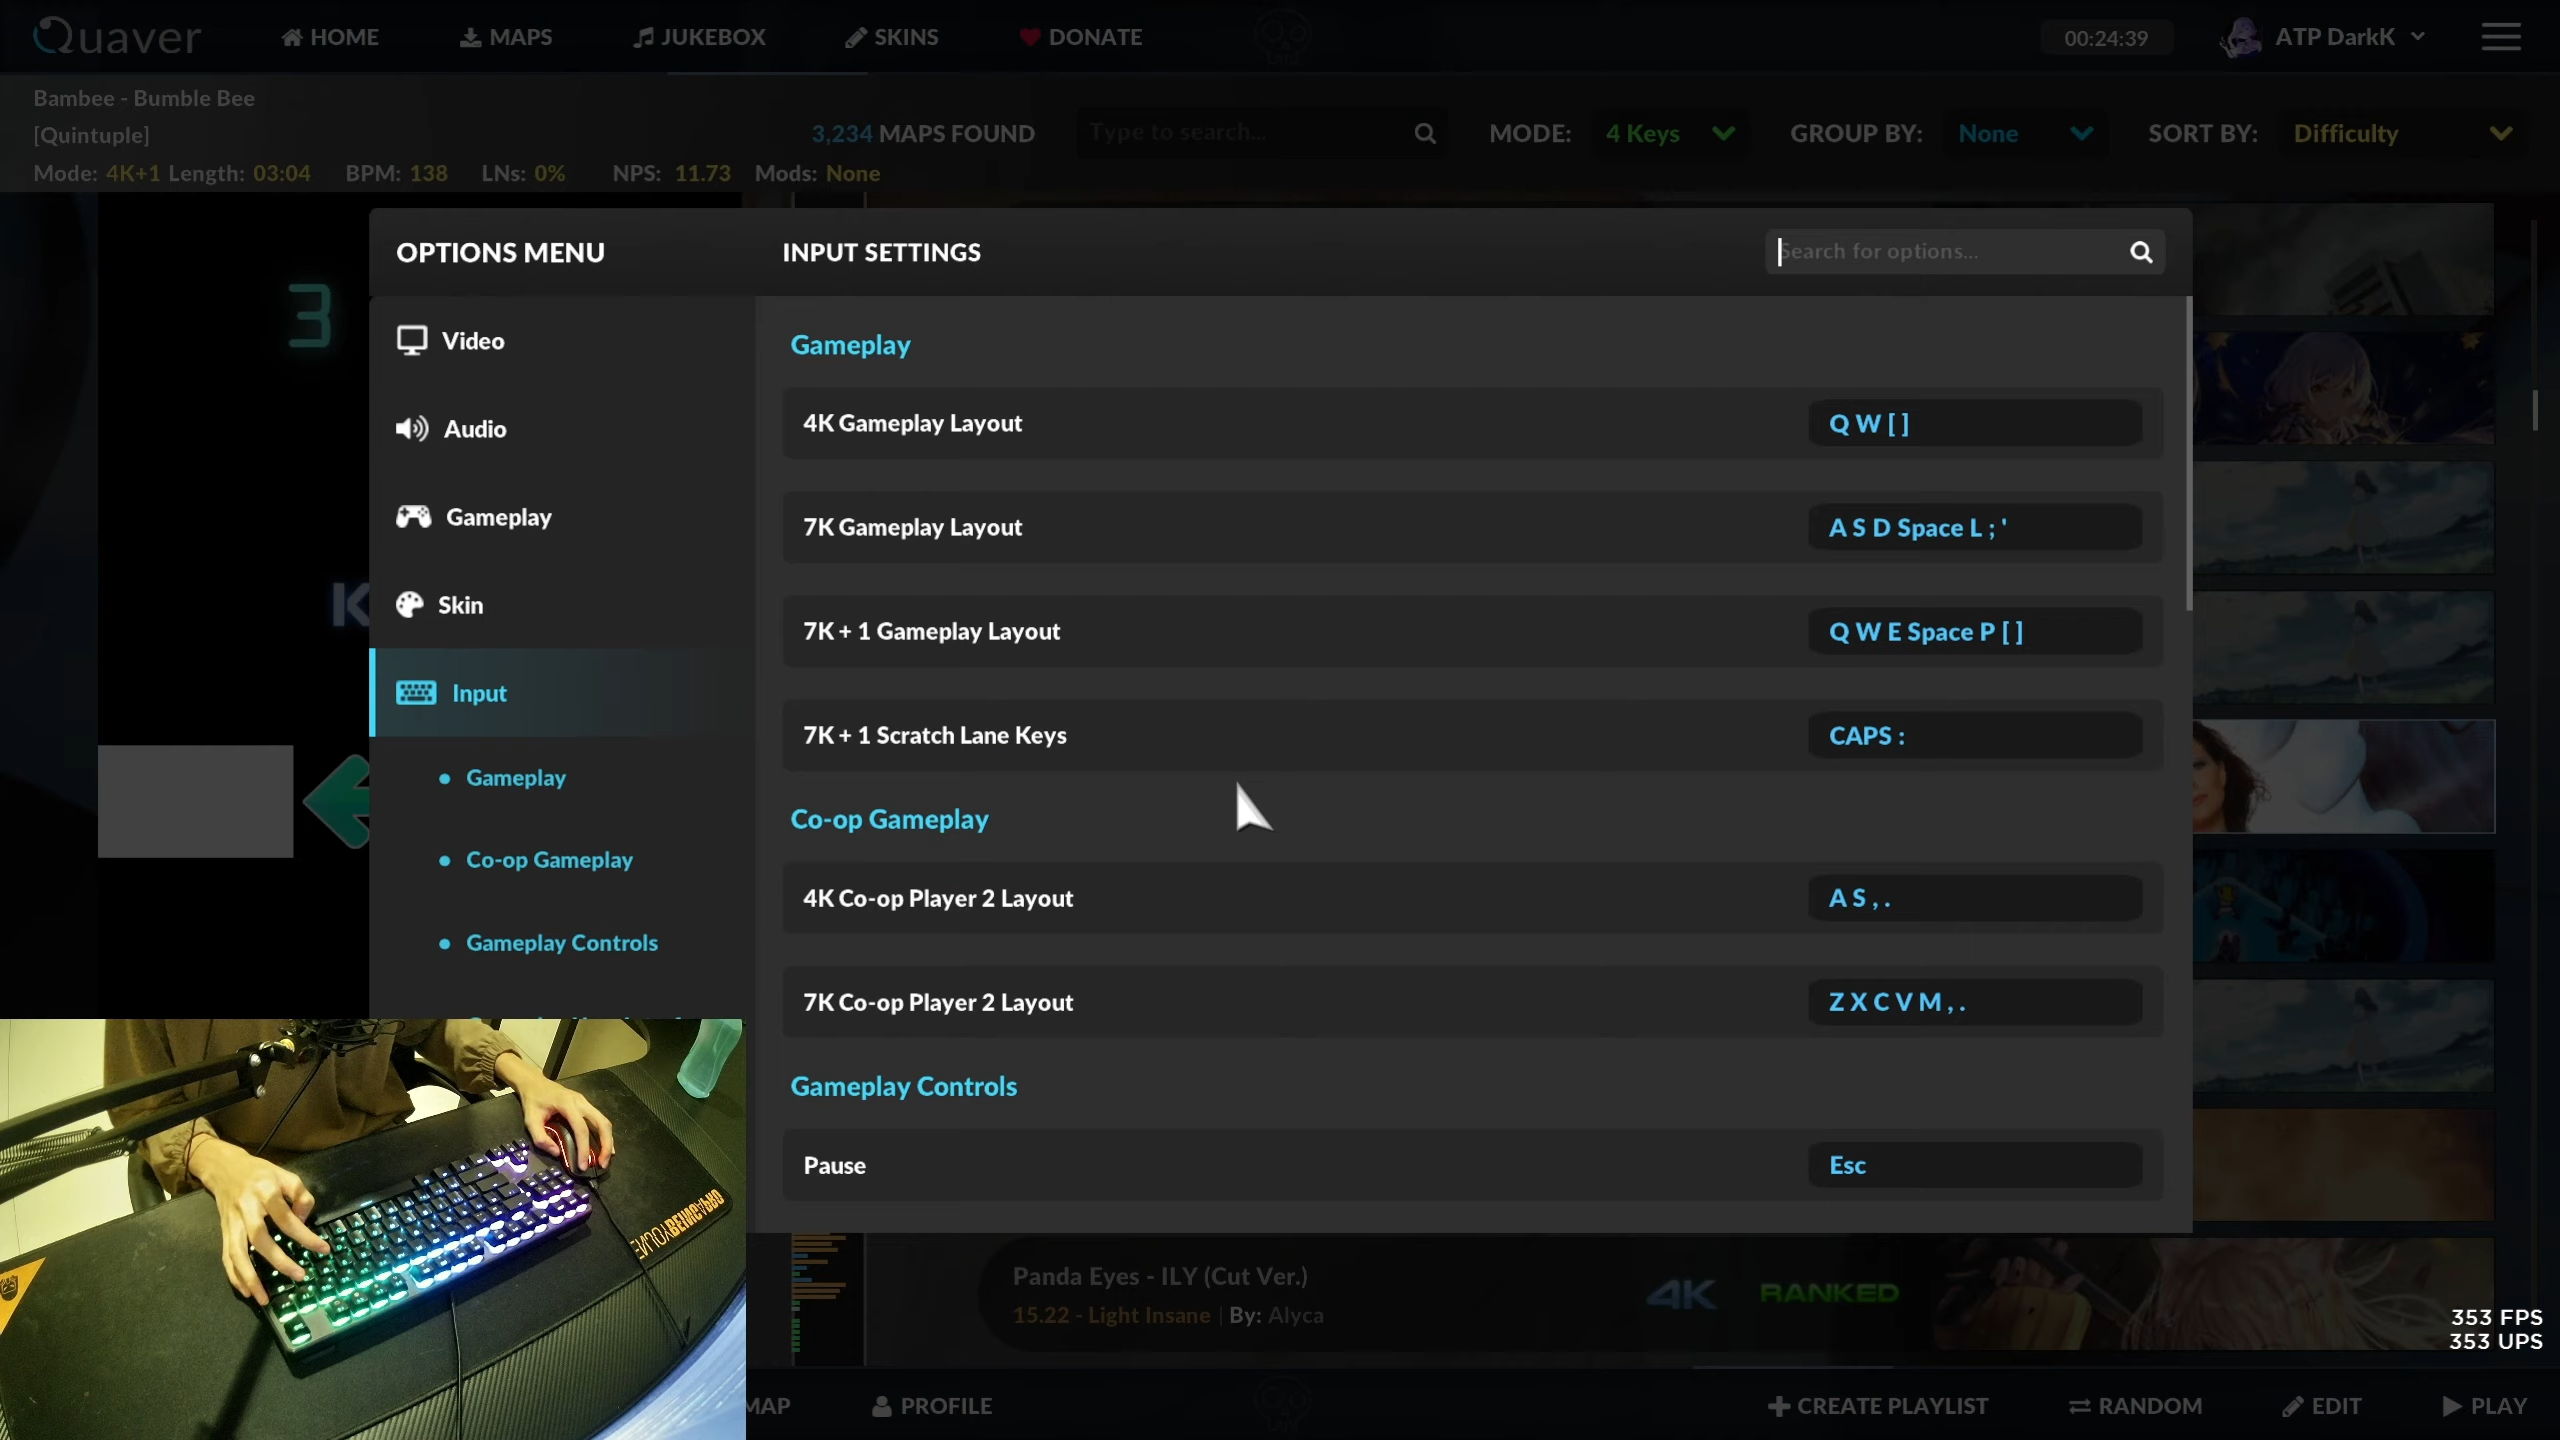 Quaver
HOME
MAPS
JUKEBOX
SKINS
DONATE
00:24:39
ATP DarkK
Bambee - Bumble Bee
[Quintuple]
Mode: 4K+1 Length: 03:04 BPM: 138 LNs: 0% NPS: 11.73 Mods: None
3,234 MAPS FOUND
Type to search...
MODE: 4 Keys
GROUP BY: None
SORT BY: Difficulty
3
K
OPTIONS MENU
INPUT SETTINGS
Search for options...
Video
Audio
Gameplay
Skin
Input
Gameplay
Co-op Gameplay
Gameplay Controls
Gameplay
4K Gameplay Layout
Q W [ ]
7K Gameplay Layout
A S D Space L ; '
7K + 1 Gameplay Layout
Q W E Space P [ ]
7K + 1 Scratch Lane Keys
CAPS :
Co-op Gameplay
4K Co-op Player 2 Layout
A S , .
7K Co-op Player 2 Layout
Z X C V M , .
Gameplay Controls
Pause
Esc
Panda Eyes - ILY (Cut Ver.)
15.22 - Light Insane | By: Alyca
4K
RANKED
353 FPS
353 UPS
MAP
PROFILE
CREATE PLAYLIST
RANDOM
EDIT
PLAY